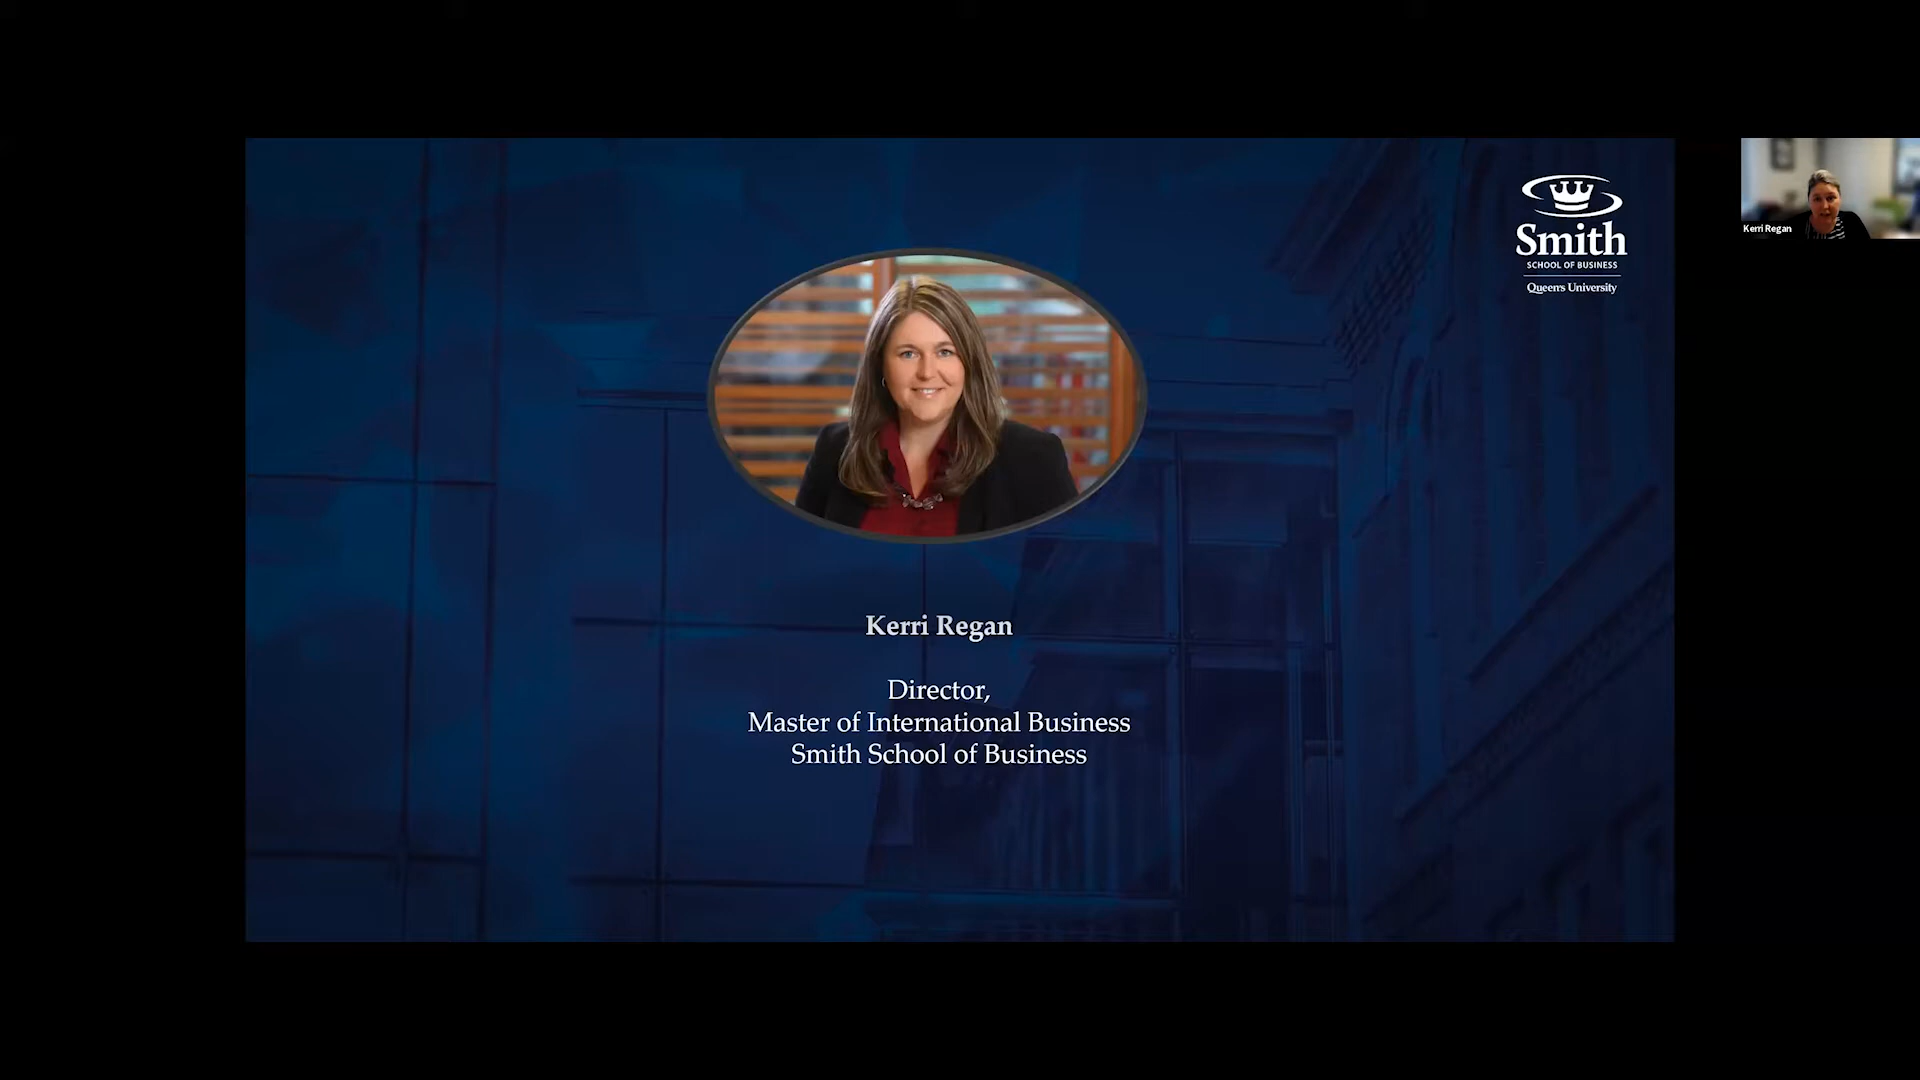 Smith
SCHOOL OF BUSINESS
Queen's University
Kerri Regan
Kerri Regan
Director,
Master of International Business
Smith School of Business